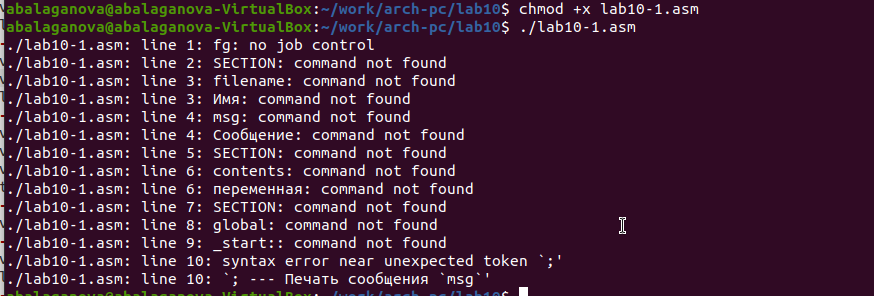 abalaganova@abalaganova-VirtualBox:~/work/arch-pc/lab10$ chmod +x lab10-1.asm
abalaganova@abalaganova-VirtualBox:~/work/arch-pc/lab10$ ./lab10-1.asm
./lab10-1.asm: line 1: fg: no job control
./lab10-1.asm: line 2: SECTION: command not found
./lab10-1.asm: line 3: filename: command not found
./lab10-1.asm: line 3: Имя: command not found
./lab10-1.asm: line 4: msg: command not found
./lab10-1.asm: line 4: Сообщение: command not found
./lab10-1.asm: line 5: SECTION: command not found
./lab10-1.asm: line 6: contents: command not found
./lab10-1.asm: line 6: переменная: command not found
./lab10-1.asm: line 7: SECTION: command not found
./lab10-1.asm: line 8: global: command not found
./lab10-1.asm: line 9: _start:: command not found
./lab10-1.asm: line 10: syntax error near unexpected token `;'
./lab10-1.asm: line 10: `; --- Печать сообщения `msg`'
abalaganova@abalaganova-VirtualBox:~/work/arch-pc/lab10$